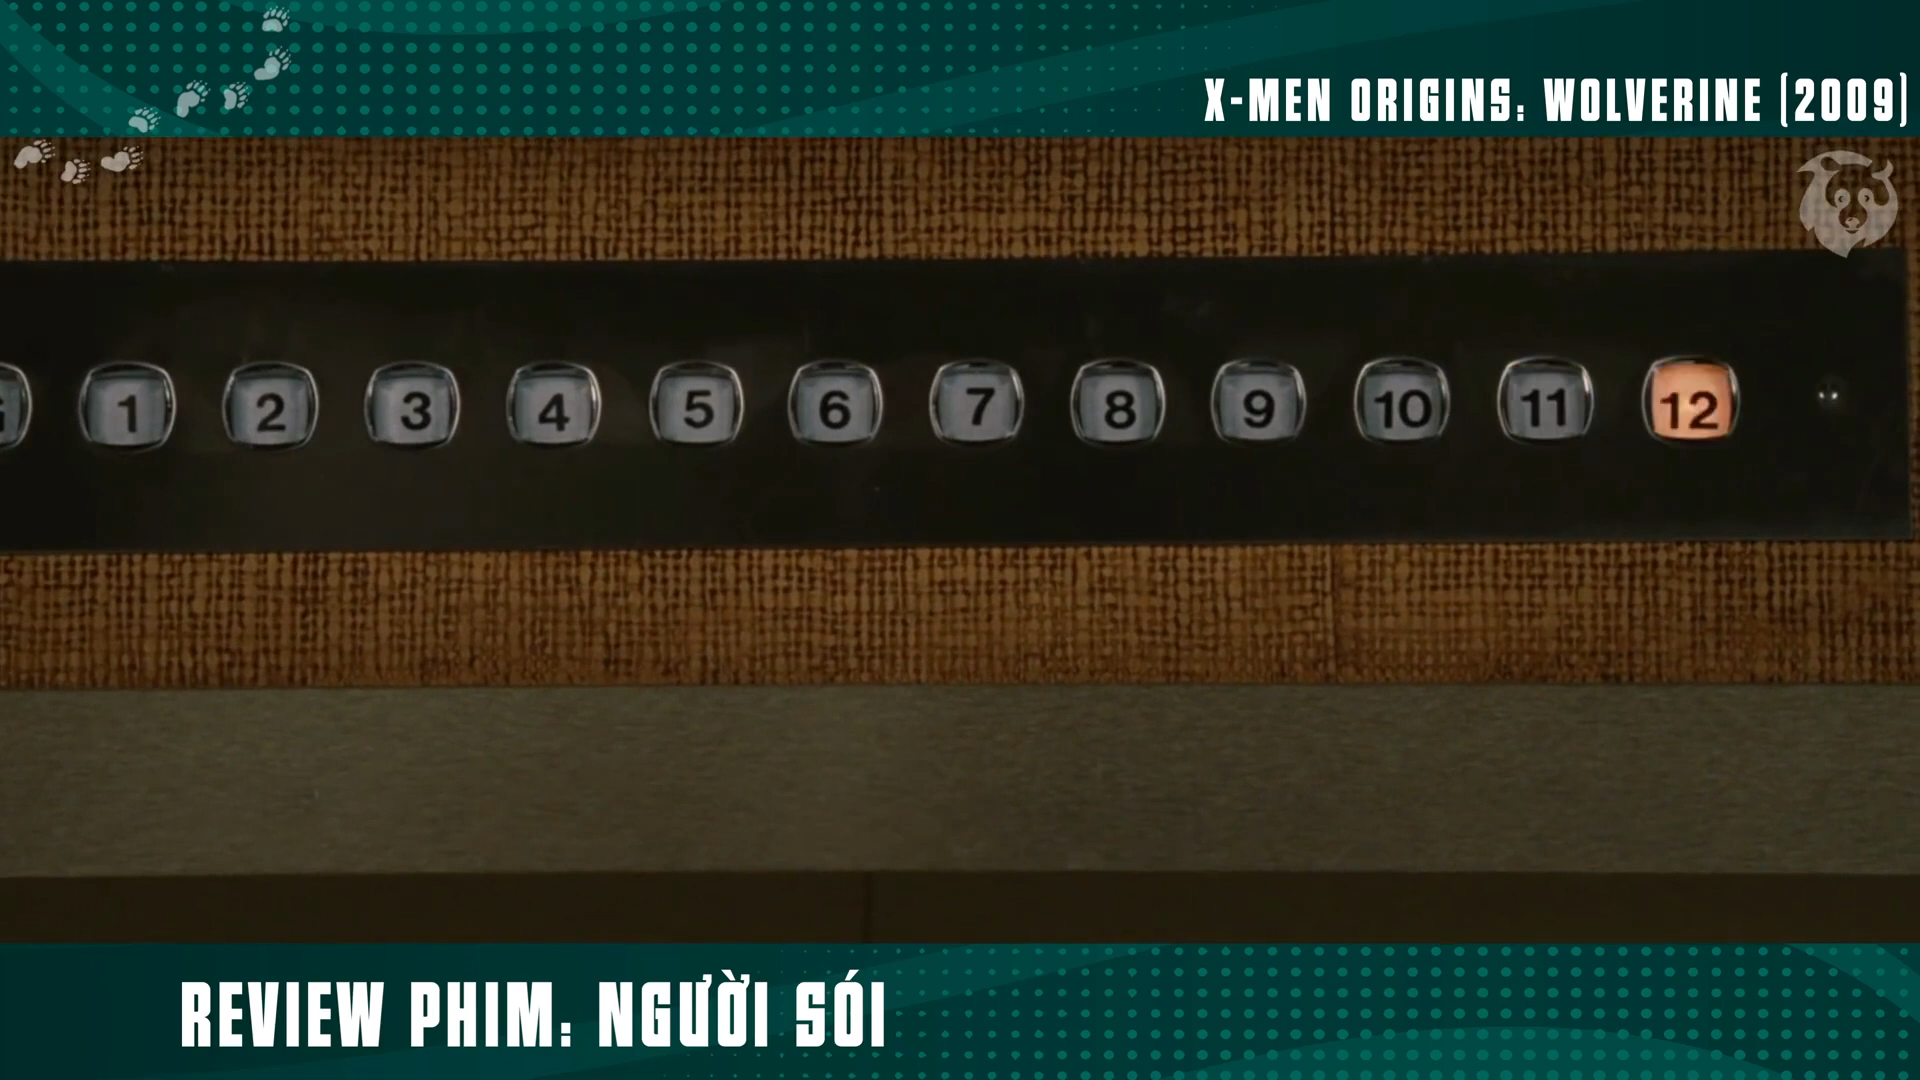 X-MEN ORIGINS: WOLVERINE (2009)
G 1 2 3 4 5 6 7 8 9 10 11 12
REVIEW PHIM: NGƯỜI SÓI